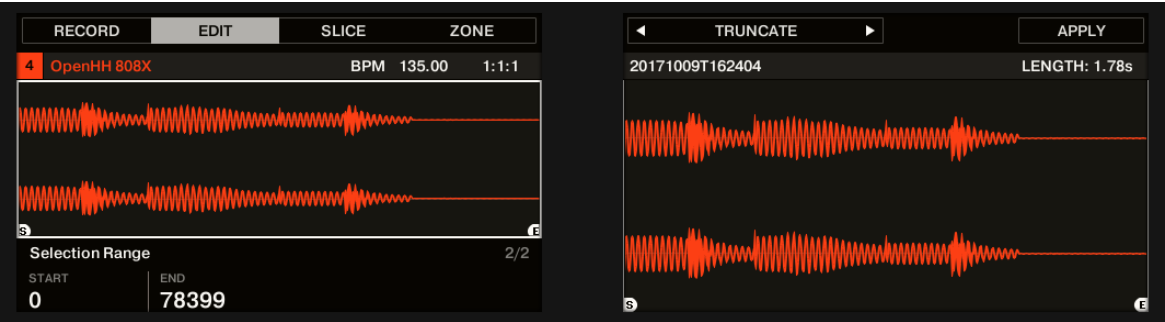 RECORD EDIT SLICE ZONE
4 OpenHH 808X BPM 135.00 1:1:1
S E
Selection Range 2/2
START END
0 78399
◀ TRUNCATE ▶ APPLY
20171009T162404 LENGTH: 1.78s
S E